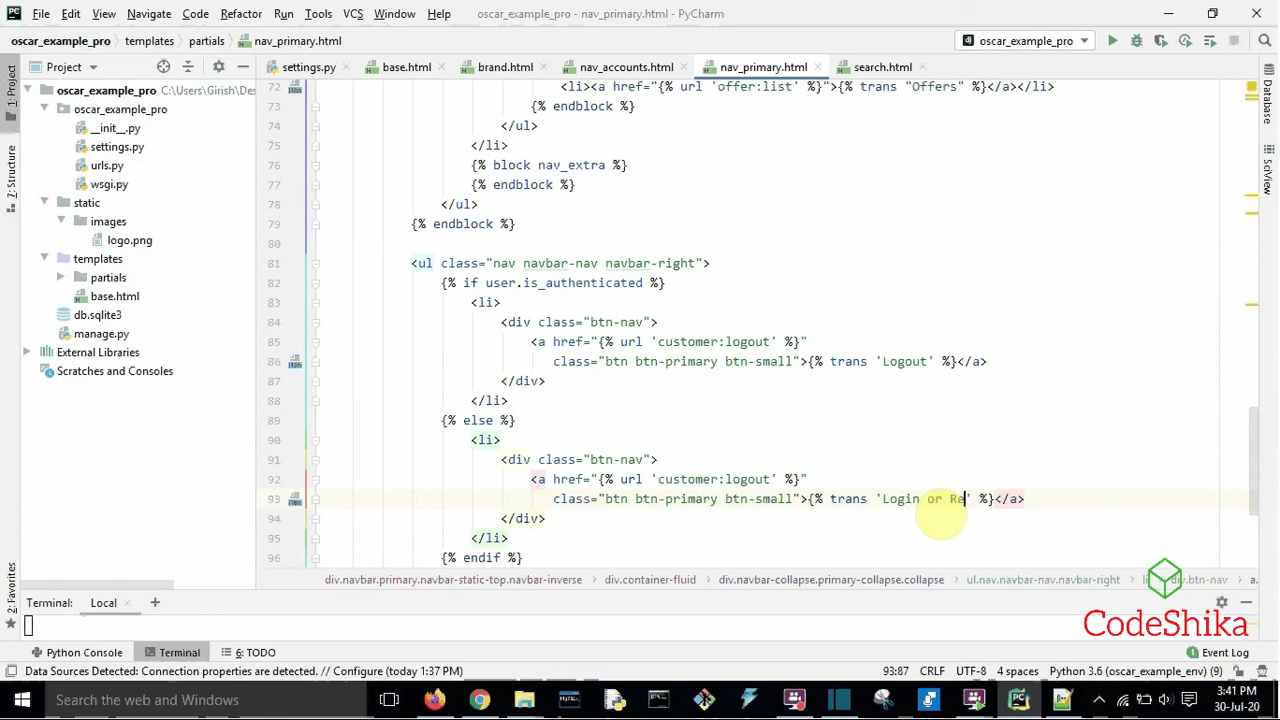 File Edit View Navigate Code Refactor Run Tools VCS Window Help oscar_example_pro - nav_primary.html - PyCharm
oscar_example_pro templates partials nav_primary.html oscar_example_pro
Project settings.py base.html brand.html nav_accounts.html nav_primary.html search.html
oscar_example_pro C:\Users\Girish\Des
oscar_example_pro
__init__.py
settings.py
urls.py
wsgi.py
static
images
logo.png
templates
partials
base.html
db.sqlite3
manage.py
External Libraries
Scratches and Consoles
1: Project
7: Structure
2: Favorites
Database
SciView
72 <li><a href="{% url 'offer:list' %}">{% trans "Offers" %}</a></li>
73 {% endblock %}
74 </ul>
75 </li>
76 {% block nav_extra %}
77 {% endblock %}
78 </ul>
79 {% endblock %}
80
81 <ul class="nav navbar-nav navbar-right">
82 {% if user.is_authenticated %}
83 <li>
84 <div class="btn-nav">
85 <a href="{% url 'customer:logout' %}"
86 class="btn btn-primary btn-small">{% trans 'Logout' %}</a>
87 </div>
88 </li>
89 {% else %}
90 <li>
91 <div class="btn-nav">
92 <a href="{% url 'customer:logout' %}"
93 class="btn btn-primary btn-small">{% trans 'Login or Re' %}</a>
94 </div>
95 </li>
96 {% endif %}
div.navbar.primary.navbar-static-top.navbar-inverse div.container-fluid div.navbar-collapse.primary-collapse.collapse ul.nav.navbar-nav.navbar-right div.btn-nav a.
Terminal: Local
CodeShika
Python Console Terminal 6: TODO Event Log
Data Sources Detected: Connection properties are detected. // Configure (today 1:37 PM) 93:87 CRLF UTF-8 4 spaces Python 3.6 (oscar_example_env) (9)
Search the web and Windows
3:41 PM
30-Jul-20